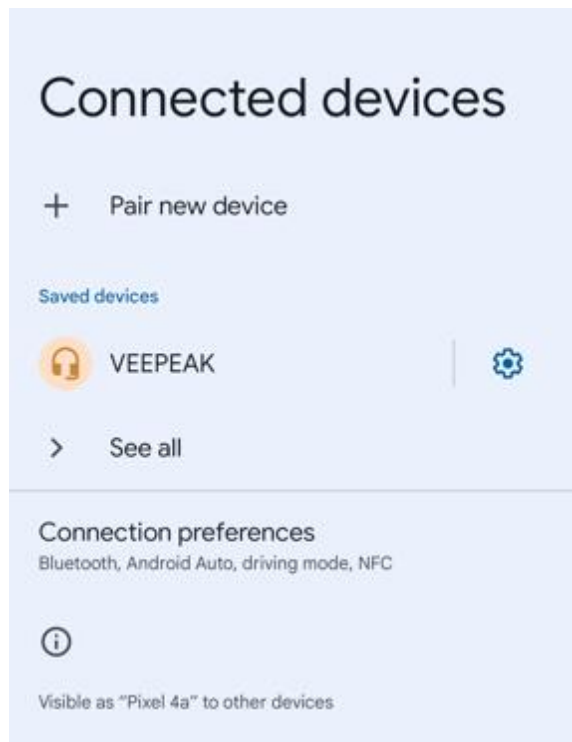 Connected devices
Pair new device
Saved devices
VEEPEAK
See all
Connection preferences
Bluetooth, Android Auto, driving mode, NFC
Visible as "Pixel 4a" to other devices